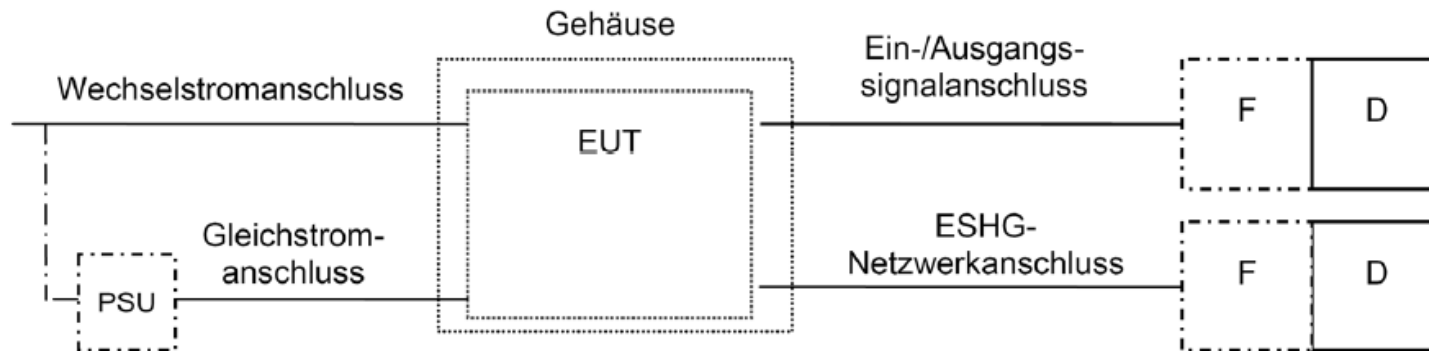 Gehäuse
Wechselstromanschluss
EUT
Ein-/Ausgangs-
signalanschluss
F
D
Gleichstrom-
anschluss
PSU
ESHG-
Netzwerkanschluss
F
D